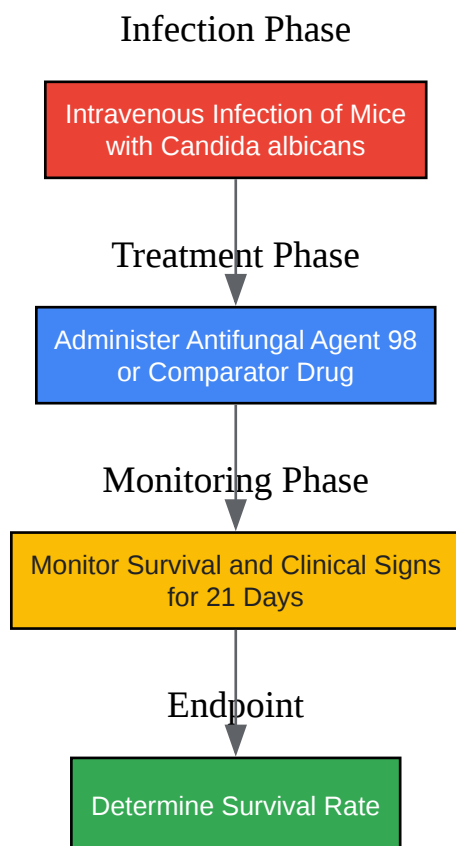 Infection Phase
Intravenous Infection of Mice
with Candida albicans
Treatment Phase
Administer Antifungal Agent 98
or Comparator Drug
Monitoring Phase
Monitor Survival and Clinical Signs
for 21 Days
Endpoint
Determine Survival Rate